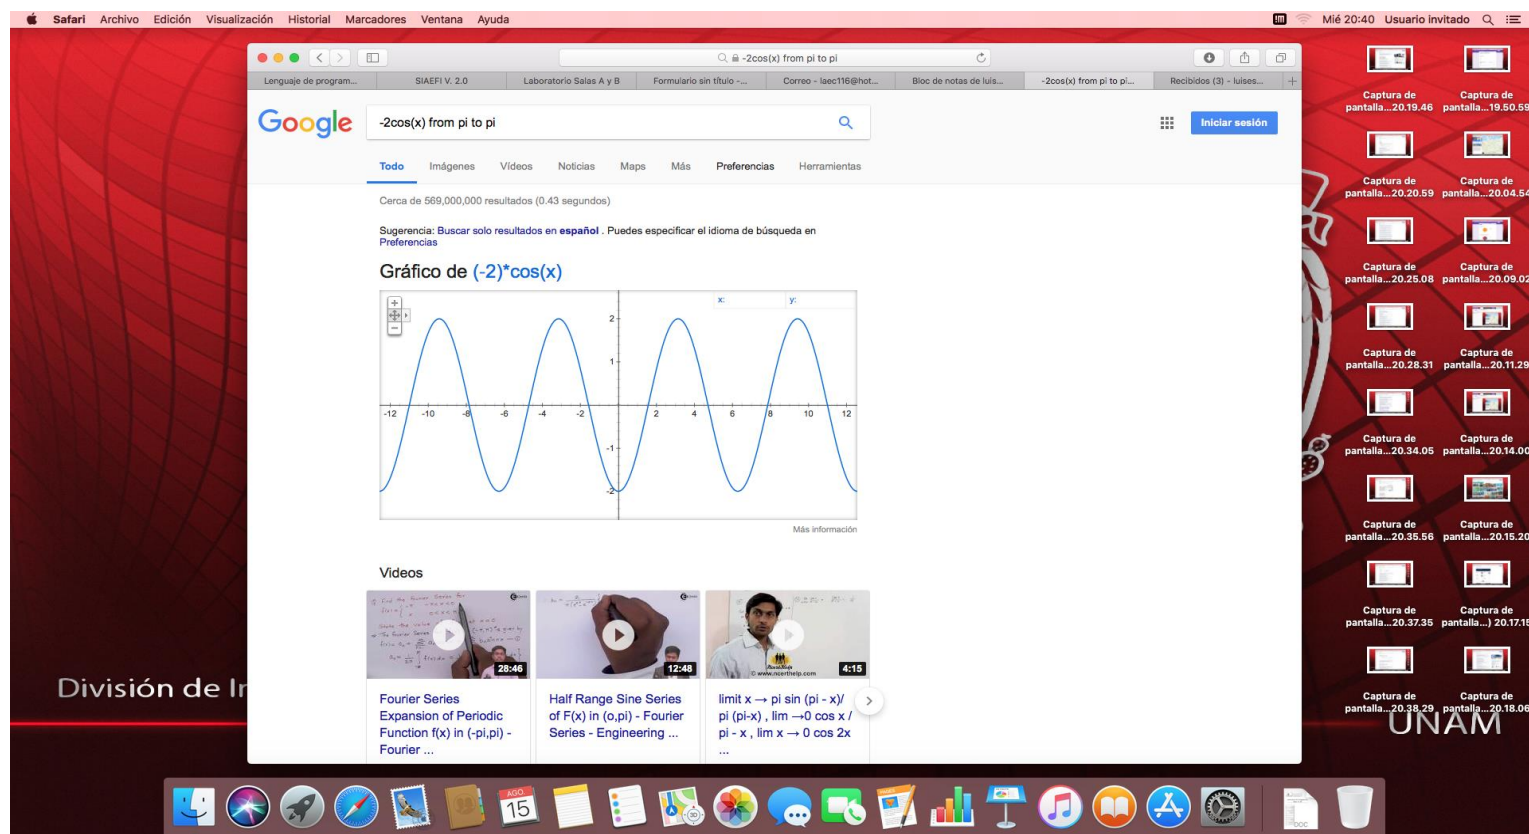 Safari Archivo Edición Visualización Historial Marcadores Ventana Ayuda
Mié 20:40 Usuario invitado
-2cos(x) from pi to pi
Lenguaje de program... SIAEFI V. 2.0 Laboratorio Salas A y B Formulario sin título -... Correo - laec116@hot... Bloc de notas de luis... -2cos(x) from pi to pi... Recibidos (3) - luises...
Google
-2cos(x) from pi to pi
Iniciar sesión
Todo Imágenes Vídeos Noticias Maps Más Preferencias Herramientas
Cerca de 569,000,000 resultados (0.43 segundos)
Sugerencia: Buscar solo resultados en español . Puedes especificar el idioma de búsqueda en
Preferencias
Gráfico de (-2)*cos(x)
x: y:
2
1
-12 -10 -8 -6 -4 -2 2 4 6 8 10 12
-1
-2
Más información
Videos
28:46
12:48
© www.ncerthelp.com
4:15
Fourier Series
Expansion of Periodic
Function f(x) in (-pi,pi) -
Fourier ...
Half Range Sine Series
of F(x) in (o,pi) - Fourier
Series - Engineering ...
limit x → pi sin (pi - x)/
pi (pi-x) , lim →0 cos x /
pi - x , lim x → 0 cos 2x
...
Captura de
pantalla...20.19.46
Captura de
pantalla...19.50.59
Captura de
pantalla...20.20.59
Captura de
pantalla...20.04.54
Captura de
pantalla...20.25.08
Captura de
pantalla...20.09.02
Captura de
pantalla...20.28.31
Captura de
pantalla...20.11.29
Captura de
pantalla...20.34.05
Captura de
pantalla...20.14.00
Captura de
pantalla...20.35.56
Captura de
pantalla...20.15.20
Captura de
pantalla...20.37.35
Captura de
pantalla...) 20.17.15
Captura de
pantalla...20.38.29
Captura de
pantalla...20.18.06
División de In
UNAM
AGO.
15
PAGES
3D
DOC